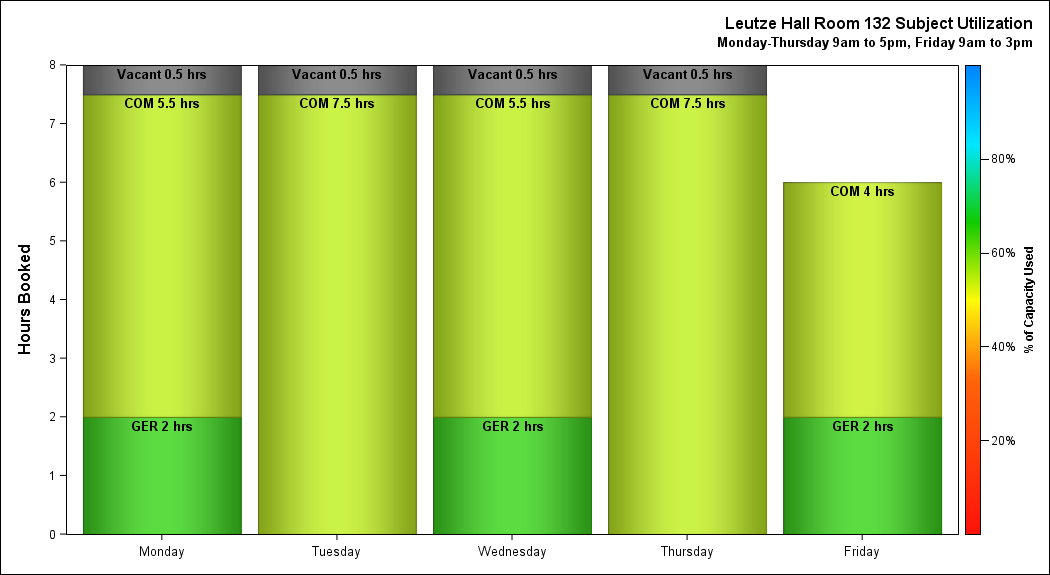 Leutze Hall Room 132 Subject Utilization
Monday-Thursday 9am to 5pm, Friday 9am to 3pm
Hours Booked
8
7
6
5
4
3
2
1
0
Vacant 0.5 hrs
COM 5.5 hrs
GER 2 hrs
Vacant 0.5 hrs
COM 7.5 hrs
Vacant 0.5 hrs
COM 5.5 hrs
GER 2 hrs
Vacant 0.5 hrs
COM 7.5 hrs
COM 4 hrs
GER 2 hrs
Monday
Tuesday
Wednesday
Thursday
Friday
80%
60%
40%
20%
% of Capacity Used